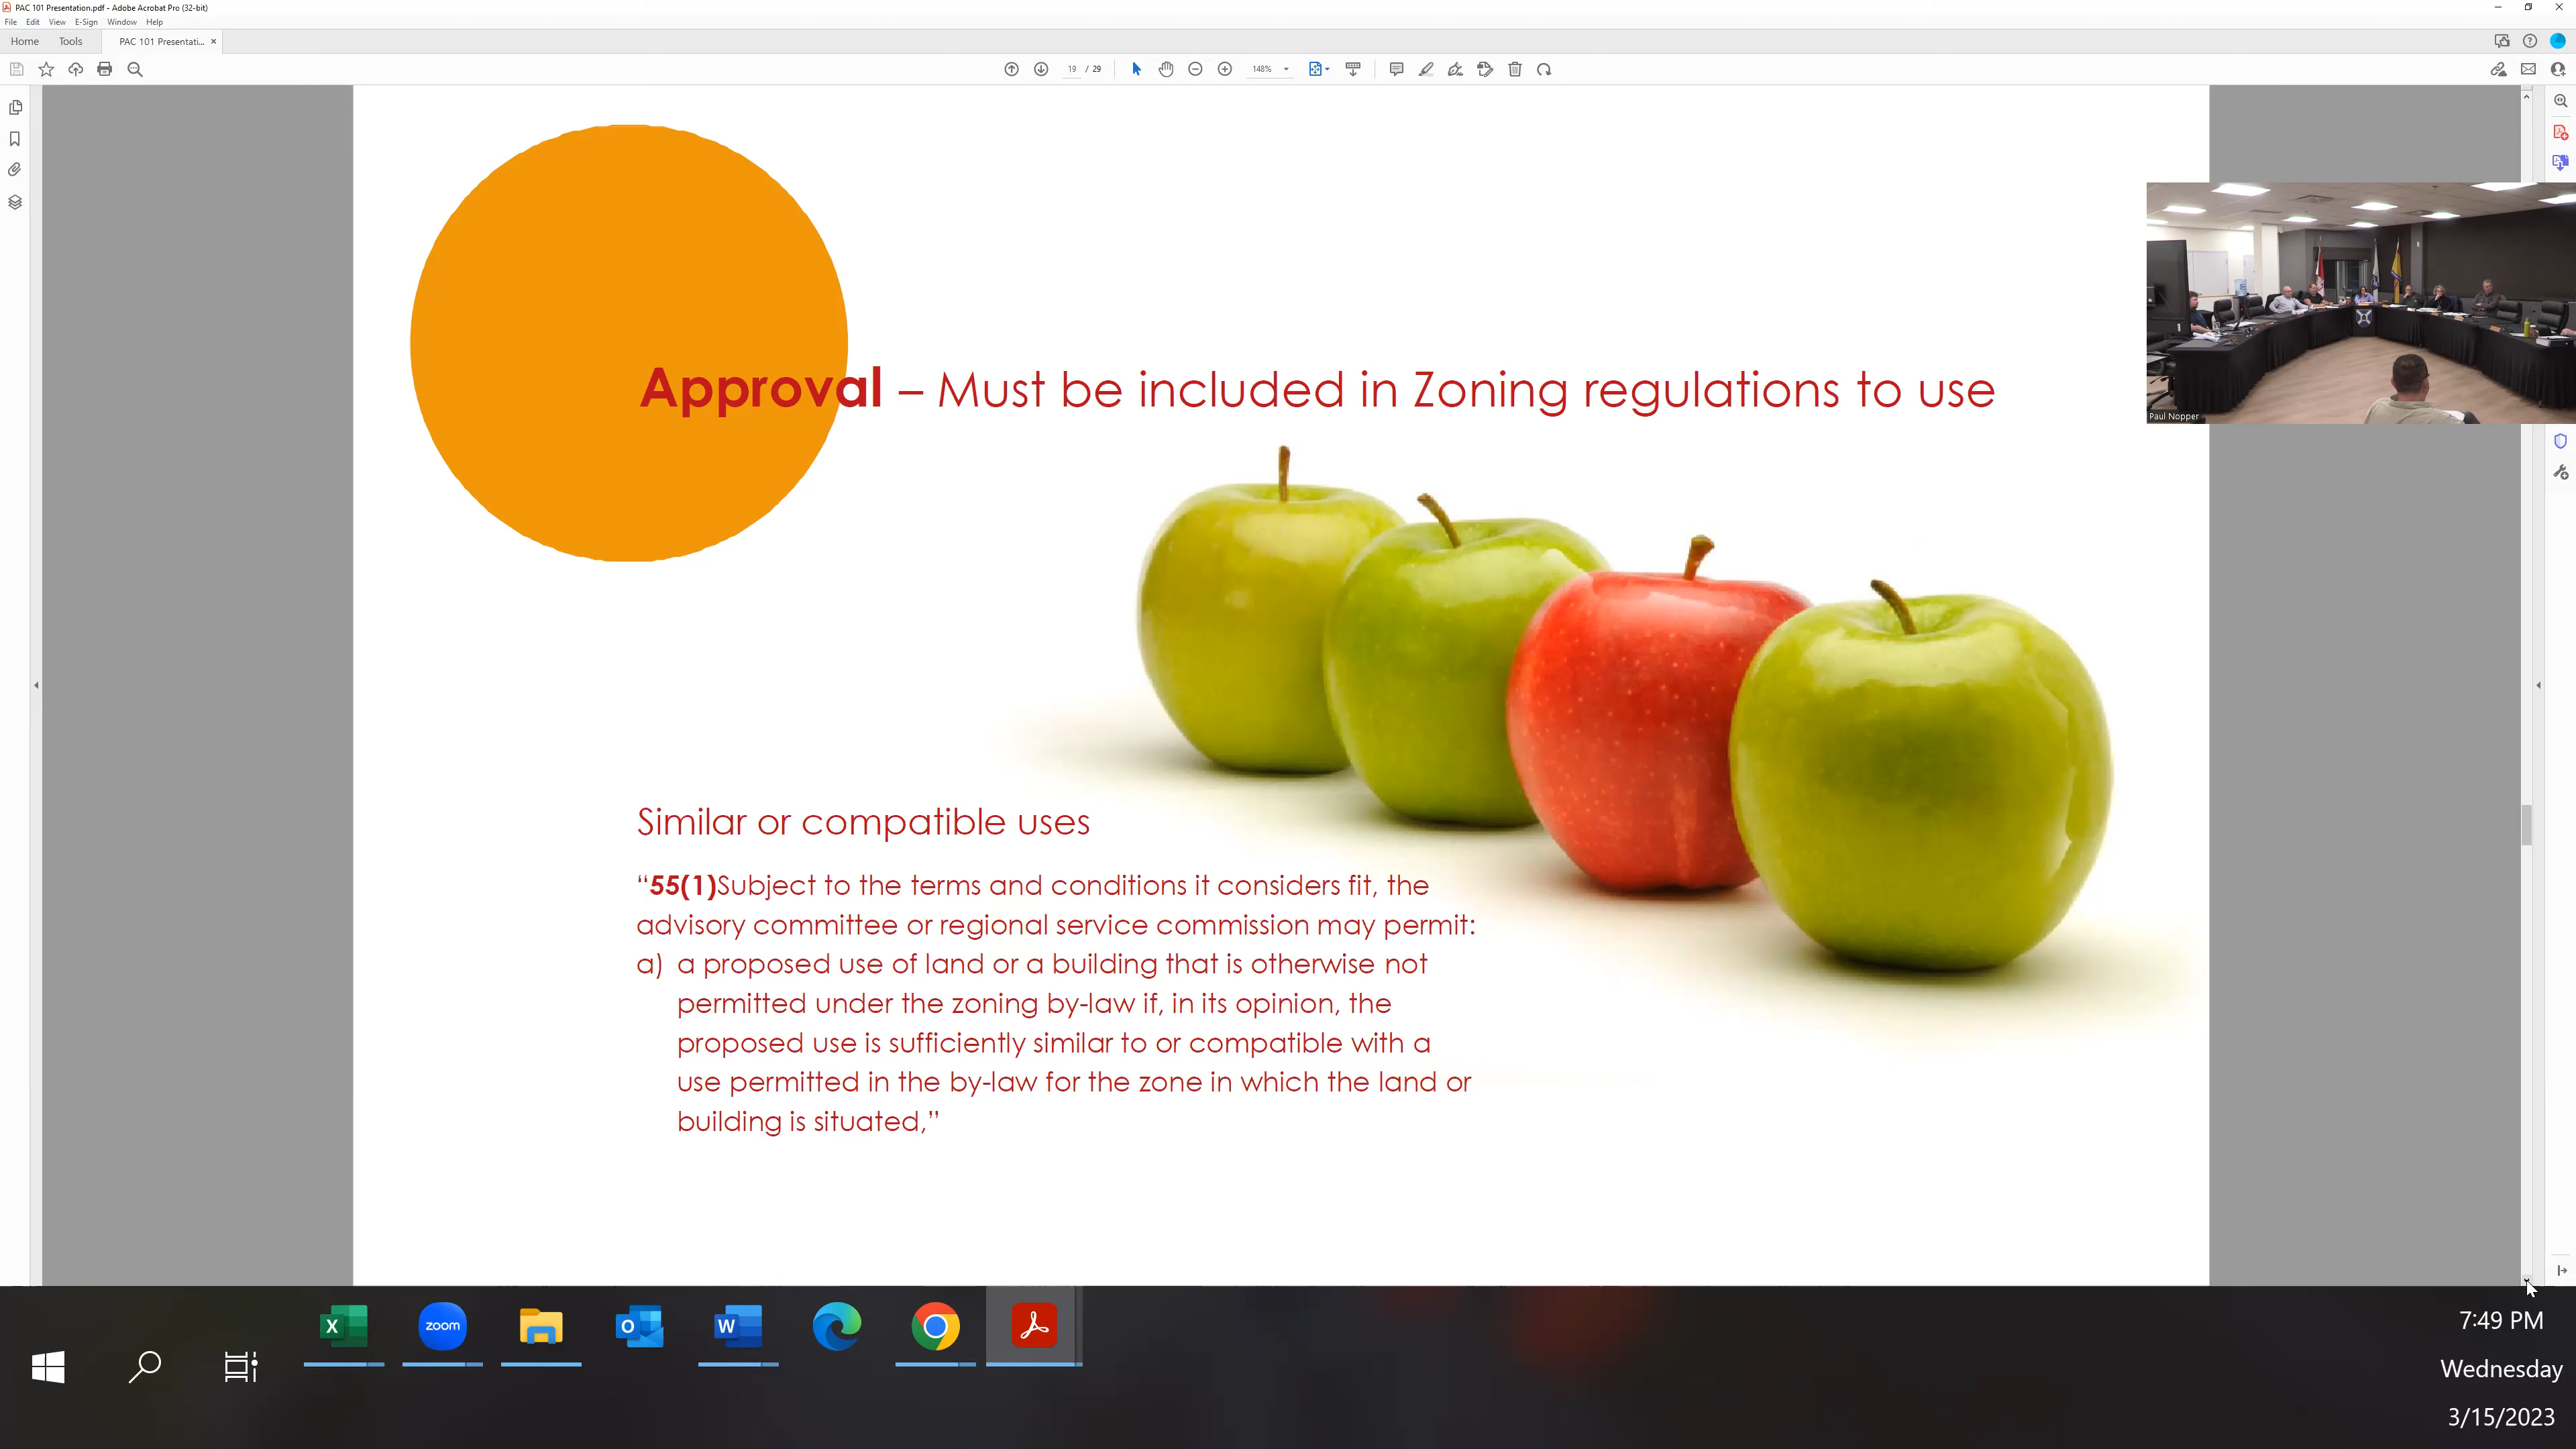 PAC 101 Presentation.pdf - Adobe Acrobat Pro (32-bit)
File Edit View E-Sign Window Help
Home Tools PAC 101 Presentati... ×
19 / 29 148%
Approval – Must be included in Zoning regulations to use
Paul Nopper
Similar or compatible uses
“55(1)Subject to the terms and conditions it considers fit, the
advisory committee or regional service commission may permit:
a) a proposed use of land or a building that is otherwise not
permitted under the zoning by-law if, in its opinion, the
proposed use is sufficiently similar to or compatible with a
use permitted in the by-law for the zone in which the land or
building is situated,”
X zoom O W
7:49 PM
Wednesday
3/15/2023